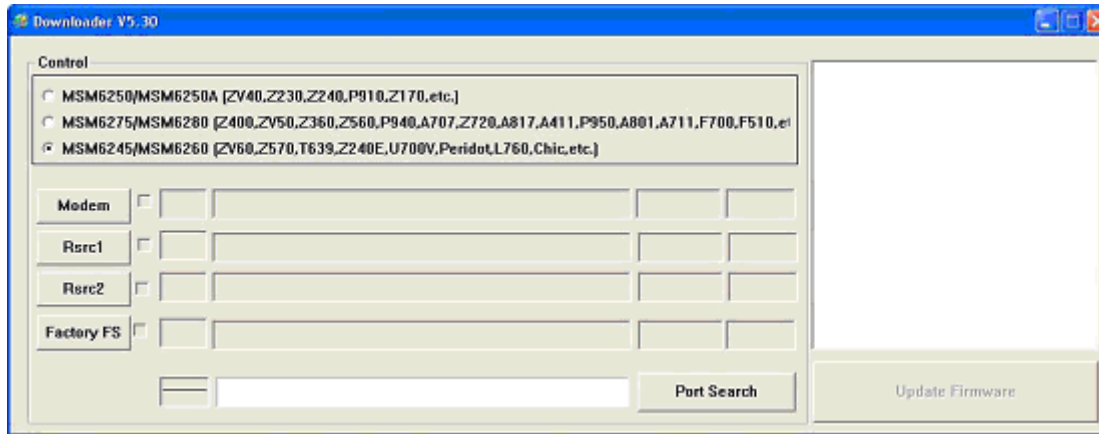 Downloader V5.30
Control
MSM6250/MSM6250A [ZV40,Z230,Z240,P910,Z170,etc.]
MSM6275/MSM6280 [Z400,ZV50,Z360,Z560,P940,A707,Z720,A817,A411,P950,A801,A711,F700,F510,et
MSM6245/MSM6260 [ZV60,Z570,T639,Z240E,U700V,Peridot,L760,Chic,etc.]
Modem
Rsrc1
Rsrc2
Factory FS
Port Search
Update Firmware